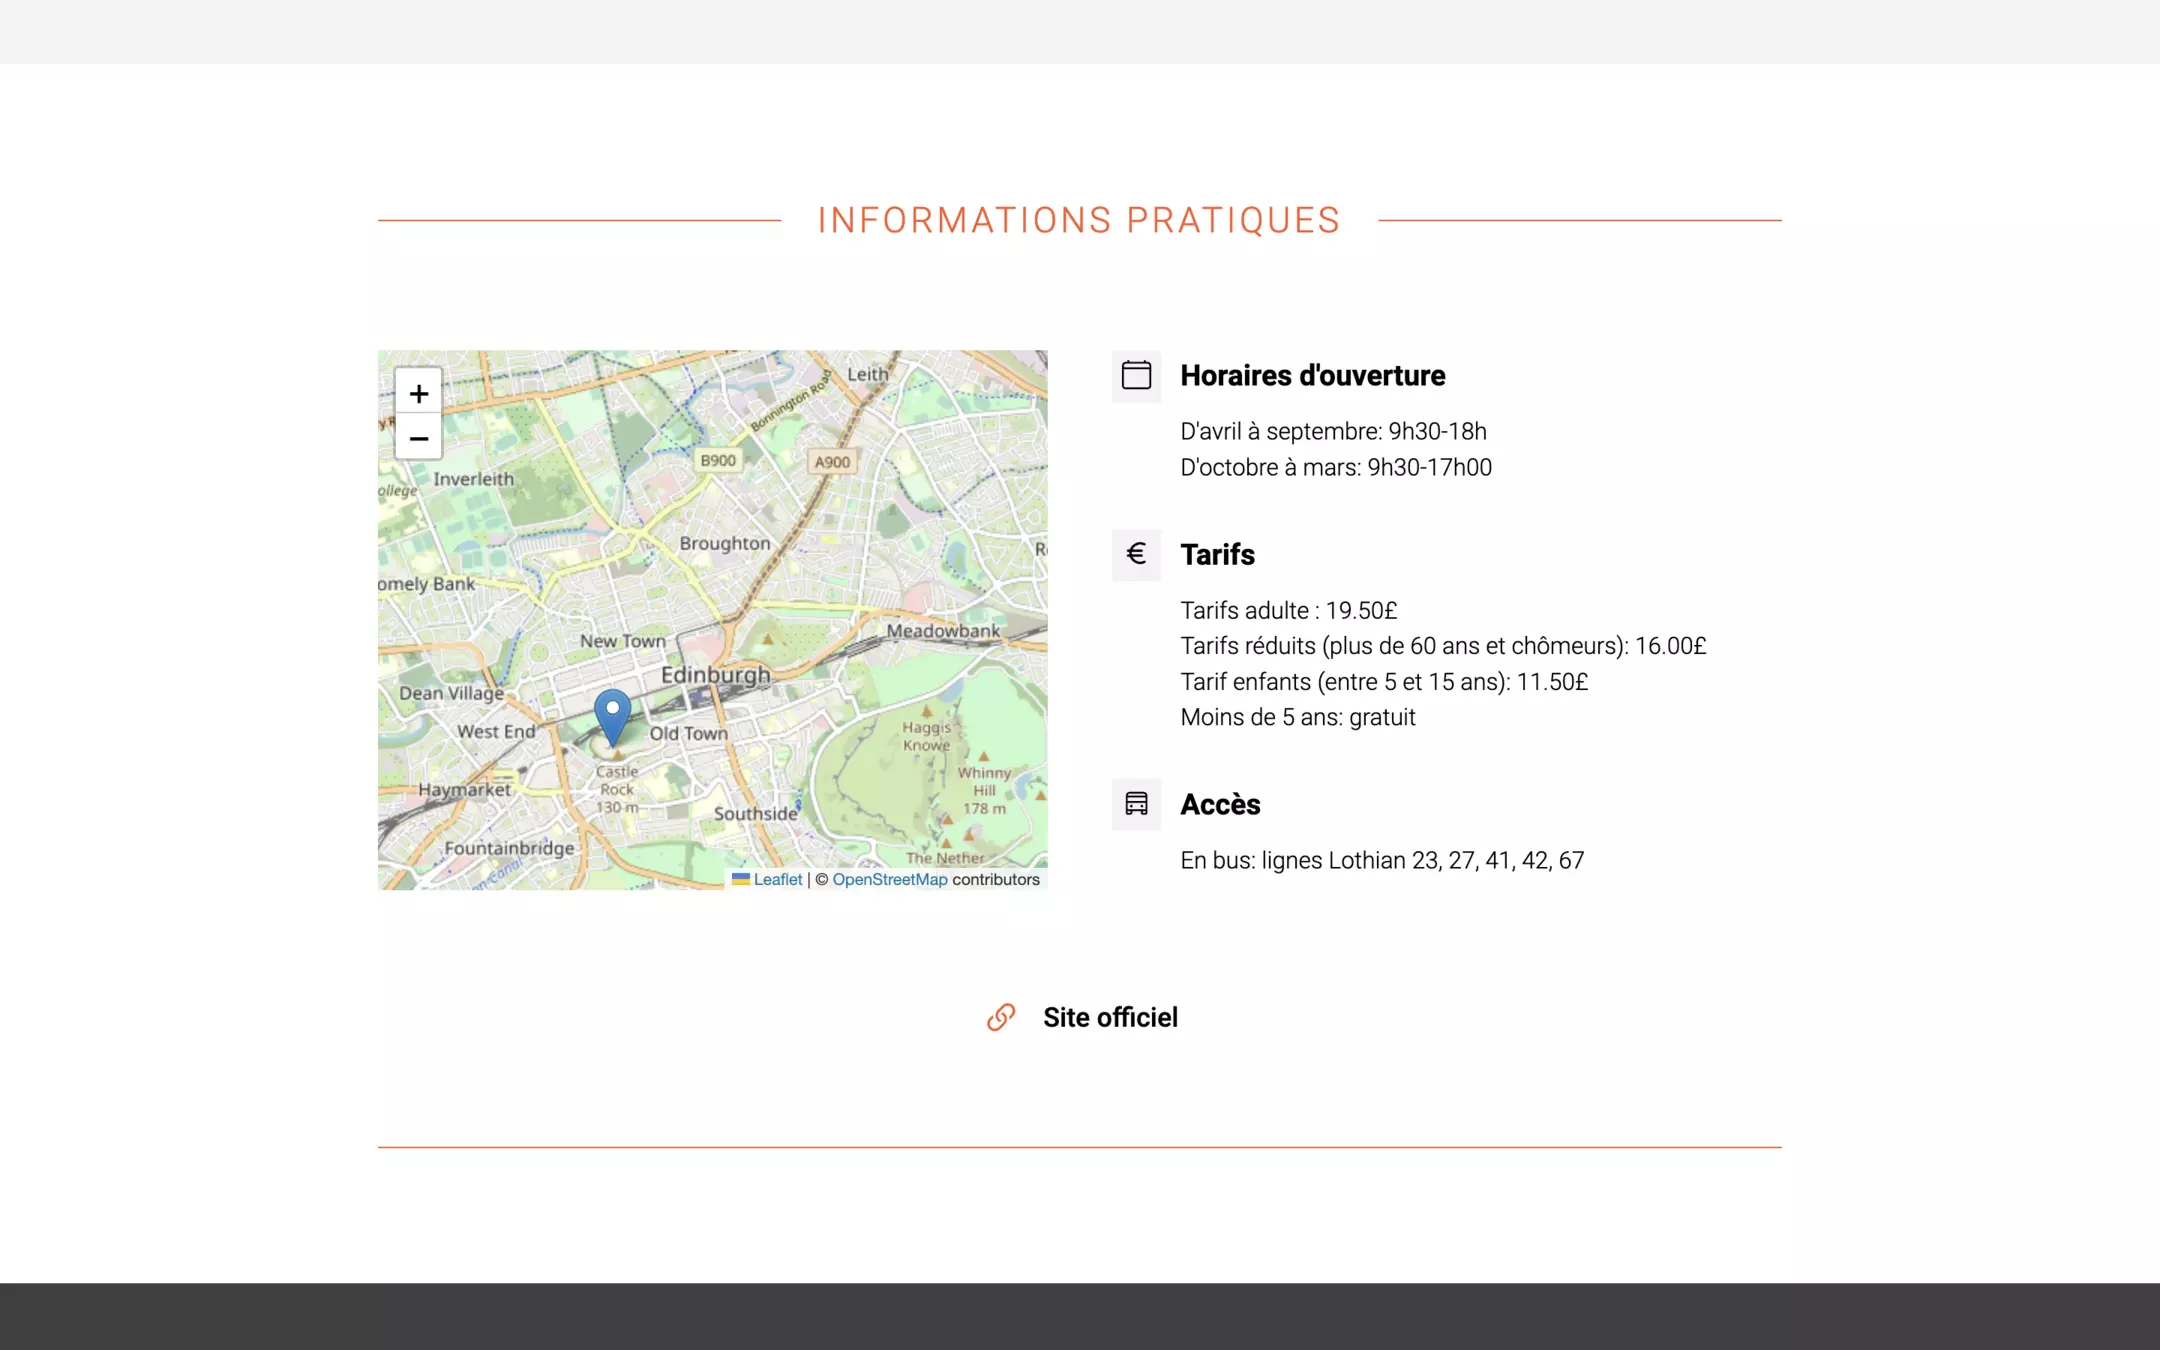 INFORMATIONS PRATIQUES
+
−
Leith
Bonnington Road
B900
A900
Inverleith
ollege
Broughton
omely Bank
New Town
Meadowbank
Edinburgh
Dean Village
West End
Old Town
Haggis
Knowe
Castle
Rock
130 m
Whinny
Hill
178 m
Haymarket
Southside
Fountainbridge
The Nether
Leaflet | © OpenStreetMap contributors
Horaires d'ouverture
D'avril à septembre: 9h30-18h
D'octobre à mars: 9h30-17h00
€ Tarifs
Tarifs adulte : 19.50£
Tarifs réduits (plus de 60 ans et chômeurs): 16.00£
Tarif enfants (entre 5 et 15 ans): 11.50£
Moins de 5 ans: gratuit
Accès
En bus: lignes Lothian 23, 27, 41, 42, 67
Site officiel